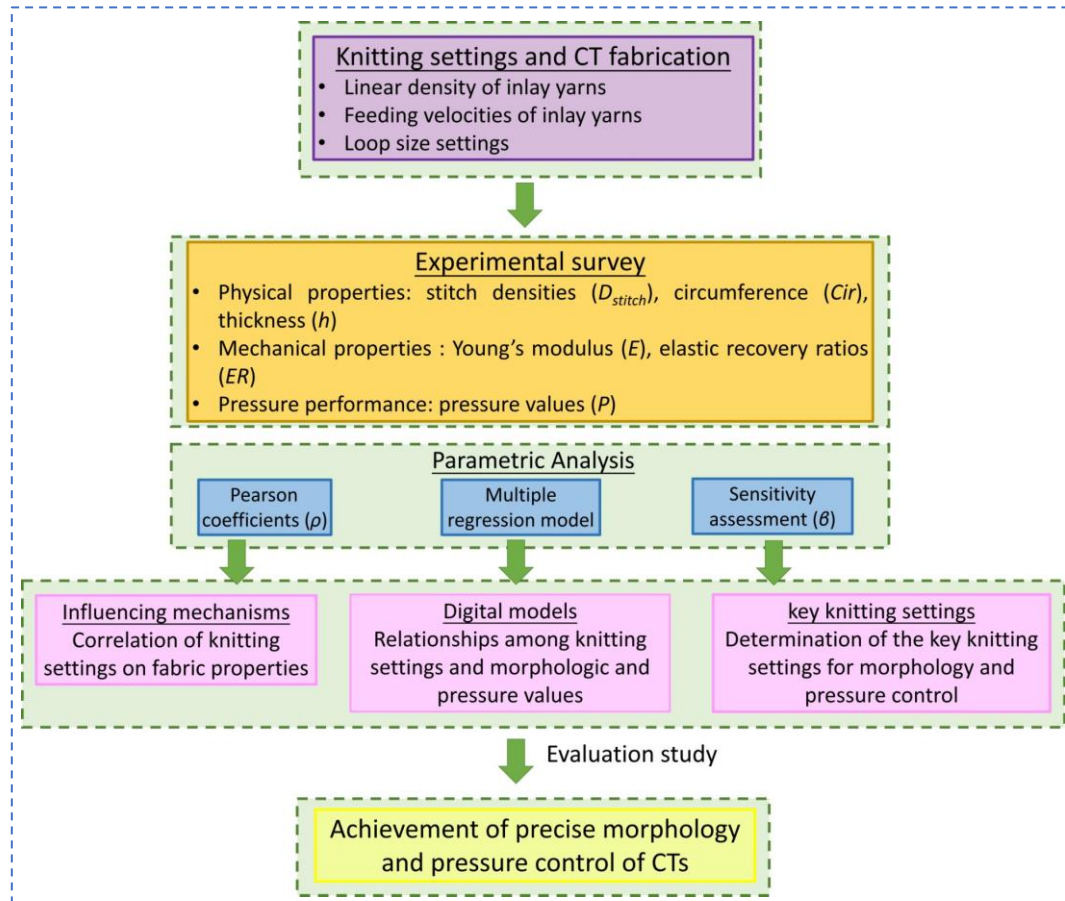 Knitting settings and CT fabrication
• Linear density of inlay yarns
• Feeding velocities of inlay yarns
• Loop size settings
Experimental survey
• Physical properties: stitch densities (Dstitch), circumference (Cir),
thickness (h)
• Mechanical properties : Young's modulus (E), elastic recovery ratios
(ER)
• Pressure performance: pressure values (P)
Parametric Analysis
Pearson
coefficients (ρ)
Multiple
regression model
Sensitivity
assessment (β)
Influencing mechanisms
Correlation of knitting
settings on fabric properties
Digital models
Relationships among knitting
settings and morphologic and
pressure values
key knitting settings
Determination of the key knitting
settings for morphology and
pressure control
Evaluation study
Achievement of precise morphology
and pressure control of CTs